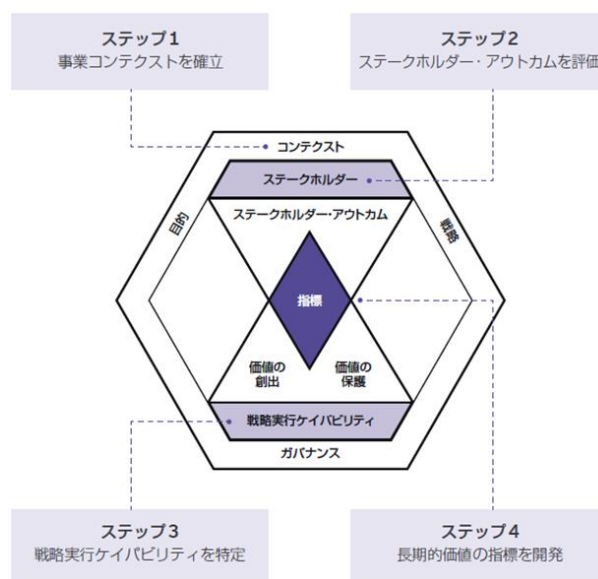 ステップ1
事業コンテクストを確立
ステップ2
ステークホルダー・アウトカムを評価
コンテクスト
ステークホルダー
目的
ステークホルダー・アウトカム
戦略
指標
価値の
創出
価値の
保護
戦略実行ケイパビリティ
ガバナンス
ステップ3
戦略実行ケイパビリティを特定
ステップ4
長期的価値の指標を開発